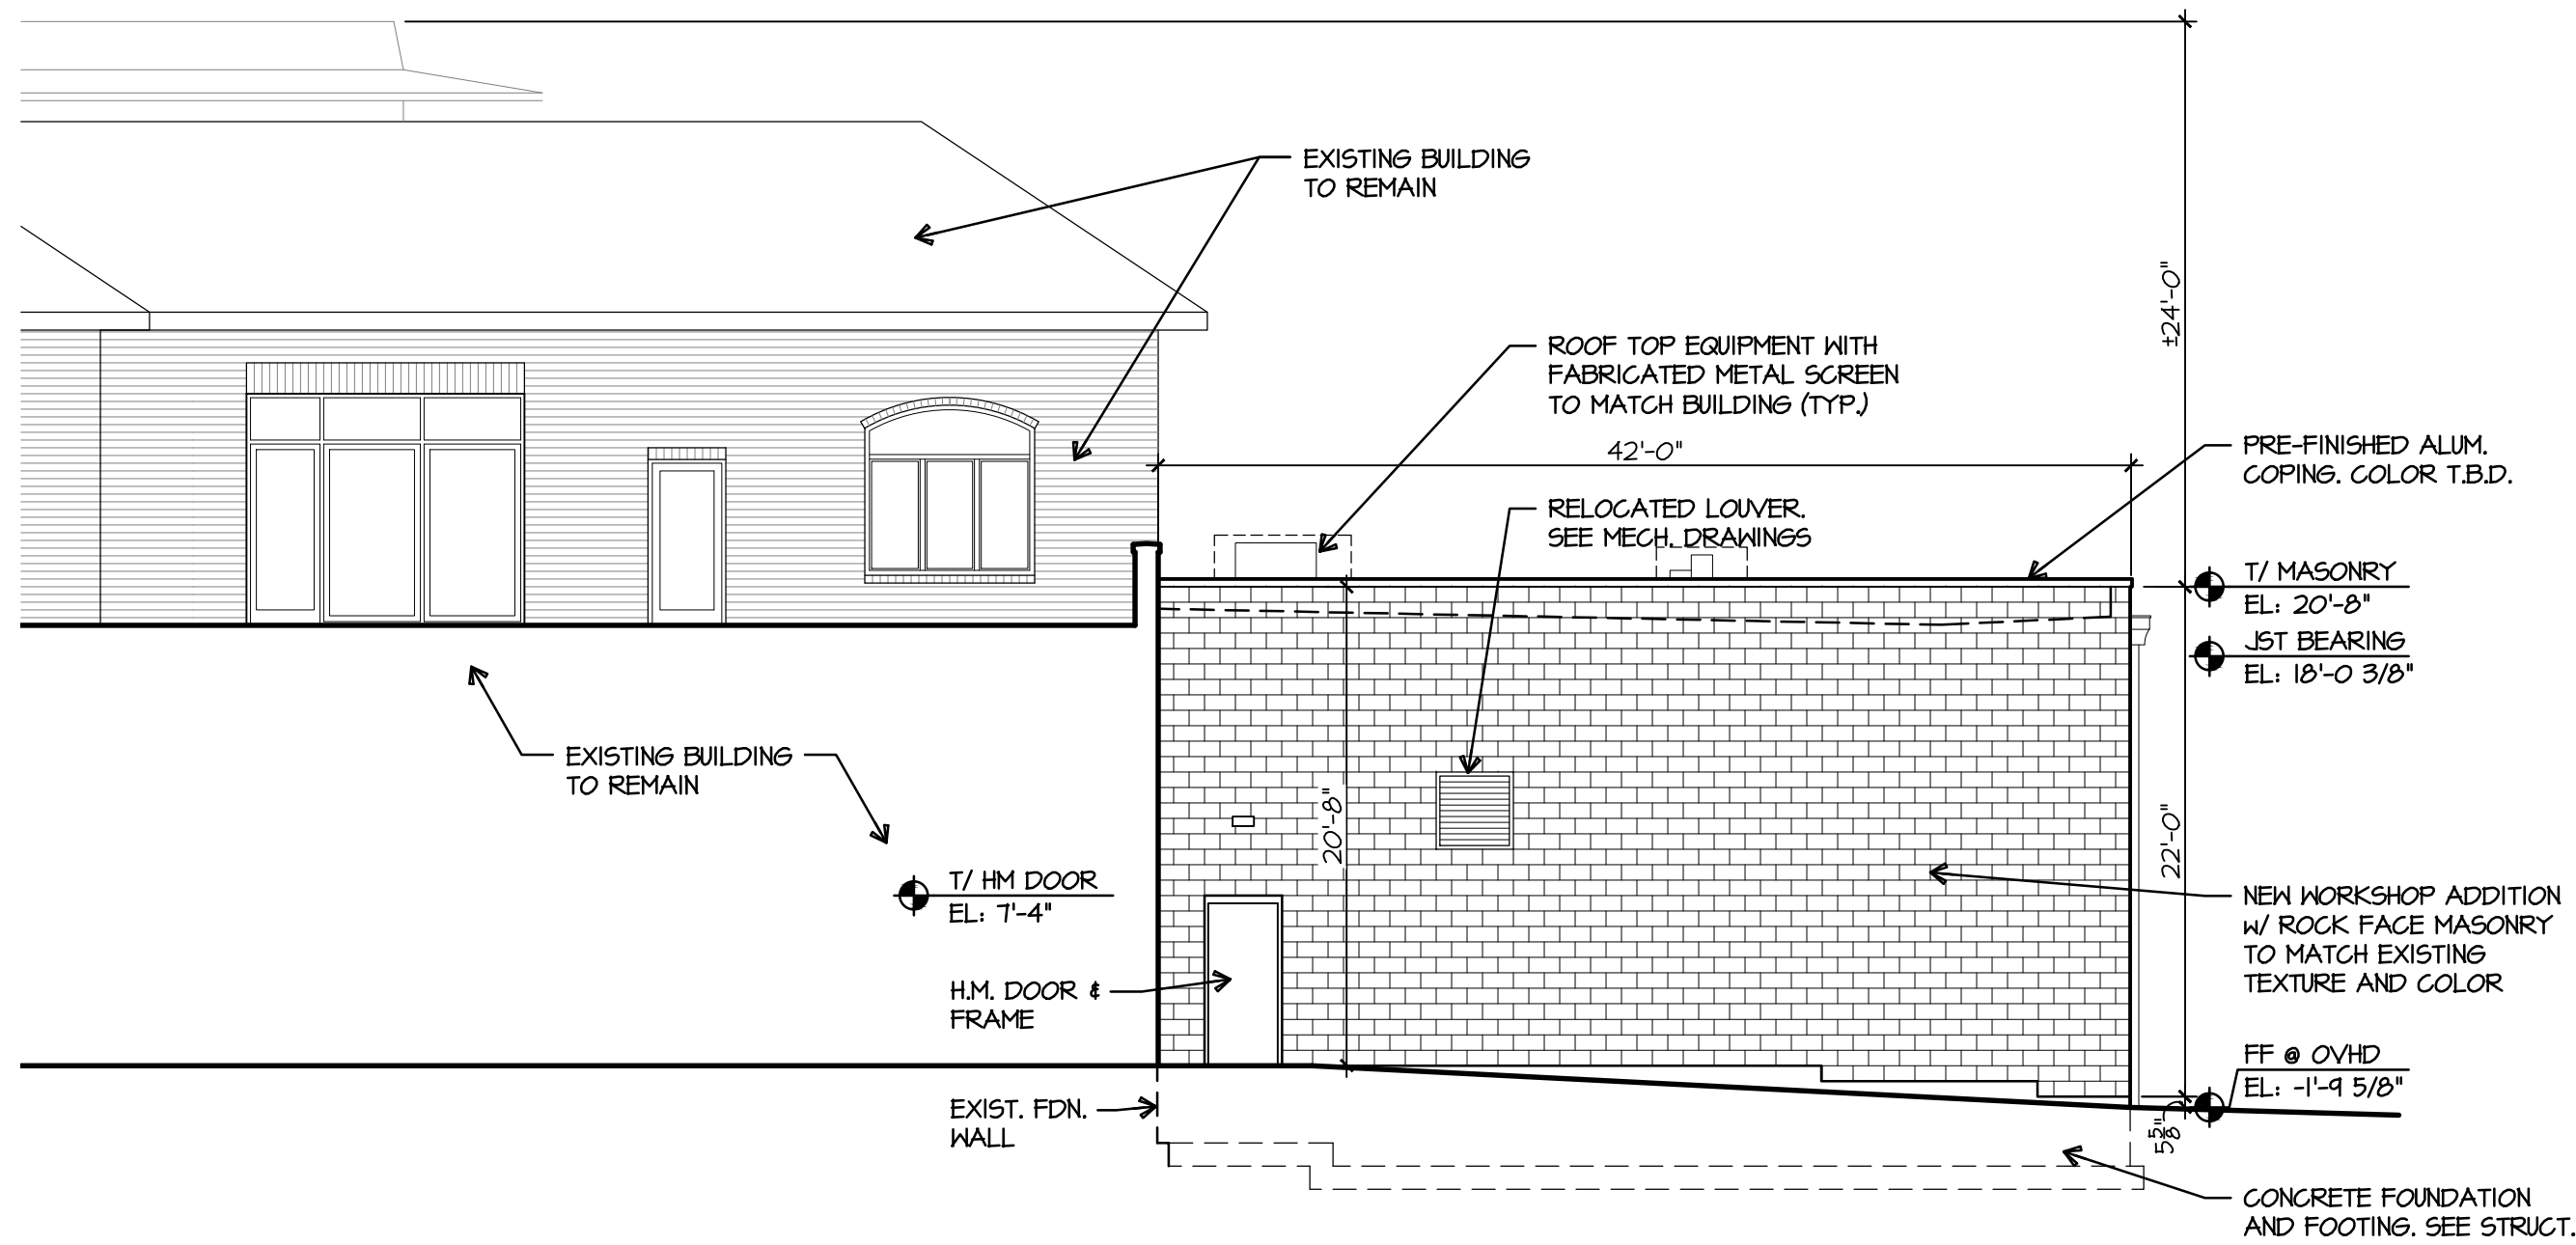 EXISTING BUILDING
TO REMAIN
±24'-0"
ROOF TOP EQUIPMENT WITH
FABRICATED METAL SCREEN
TO MATCH BUILDING (TYP.)
42'-0"
PRE-FINISHED ALUM.
COPING. COLOR T.B.D.
RELOCATED LOUVER.
SEE MECH. DRAWINGS
T/ MASONRY
EL: 20'-8"
JST BEARING
EL: 18'-0 3/8"
EXISTING BUILDING
TO REMAIN
20'-8"
22'-0"
T/ HM DOOR
EL: 7'-4"
NEW WORKSHOP ADDITION
W/ ROCK FACE MASONRY
TO MATCH EXISTING
TEXTURE AND COLOR
H.M. DOOR &
FRAME
FF @ OVHD
EL: -1'-9 5/8"
EXIST. FDN.
WALL
5 5/8"
CONCRETE FOUNDATION
AND FOOTING. SEE STRUCT.